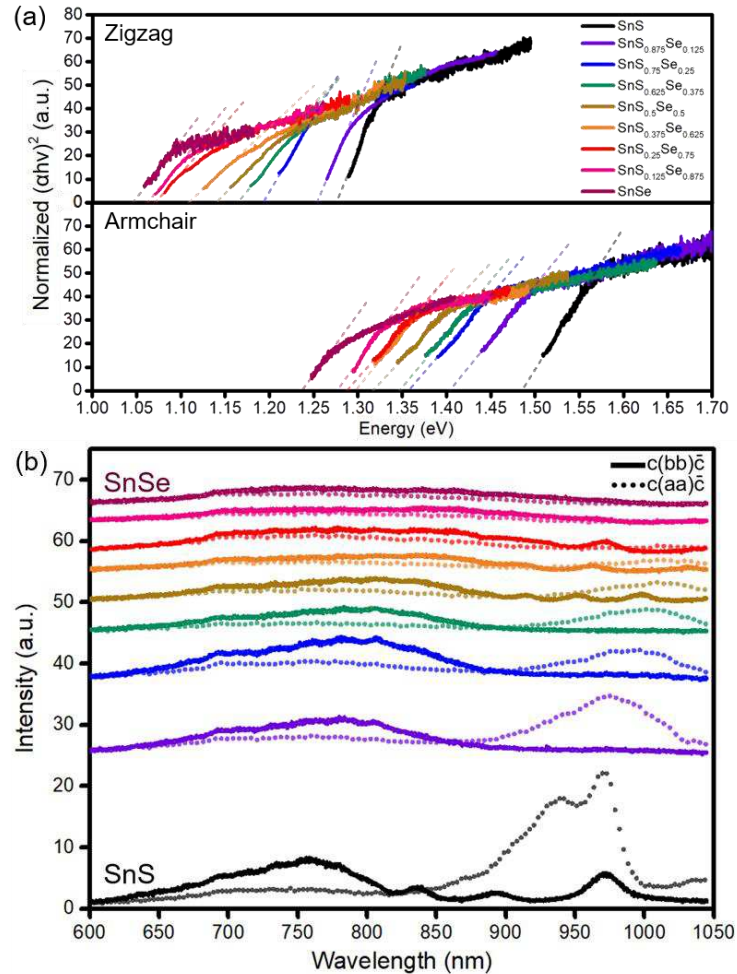 (a)
Zigzag
70
60
50
40
30
20
10
0
SnS
SnS0.875Se0.125
SnS0.75Se0.25
SnS0.625Se0.375
SnS0.5Se0.5
SnS0.375Se0.625
SnS0.25Se0.75
SnS0.125Se0.875
SnSe
Normalized (αhν)² (a.u.)
Armchair
70
60
50
40
30
20
10
0
1.00 1.05 1.10 1.15 1.20 1.25 1.30 1.35 1.40 1.45 1.50 1.55 1.60 1.65 1.70
Energy (eV)
(b)
70
60
50
40
30
20
10
0
SnSe
c(bb)c̄
c(aa)c̄
Intensity (a.u.)
SnS
600 650 700 750 800 850 900 950 1000 1050
Wavelength (nm)